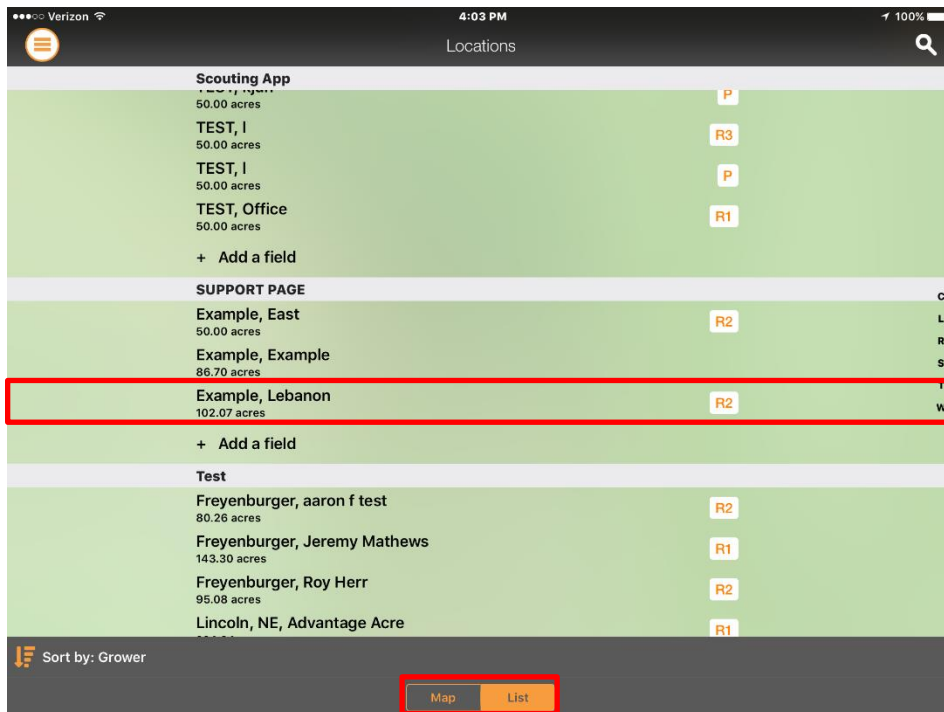 Verizon 4:03 PM 100%
Locations
Scouting App
50.00 acres P
TEST, l R3
50.00 acres
TEST, l P
50.00 acres
TEST, Office R1
50.00 acres
+ Add a field
SUPPORT PAGE
C
Example, East R2 L
50.00 acres
R
Example, Example
86.70 acres S
T
Example, Lebanon R2 W
102.07 acres
+ Add a field
Test
Freyenburger, aaron f test R2
80.26 acres
Freyenburger, Jeremy Mathews R1
143.30 acres
Freyenburger, Roy Herr R2
95.08 acres
Lincoln, NE, Advantage Acre R1
Sort by: Grower
Map List